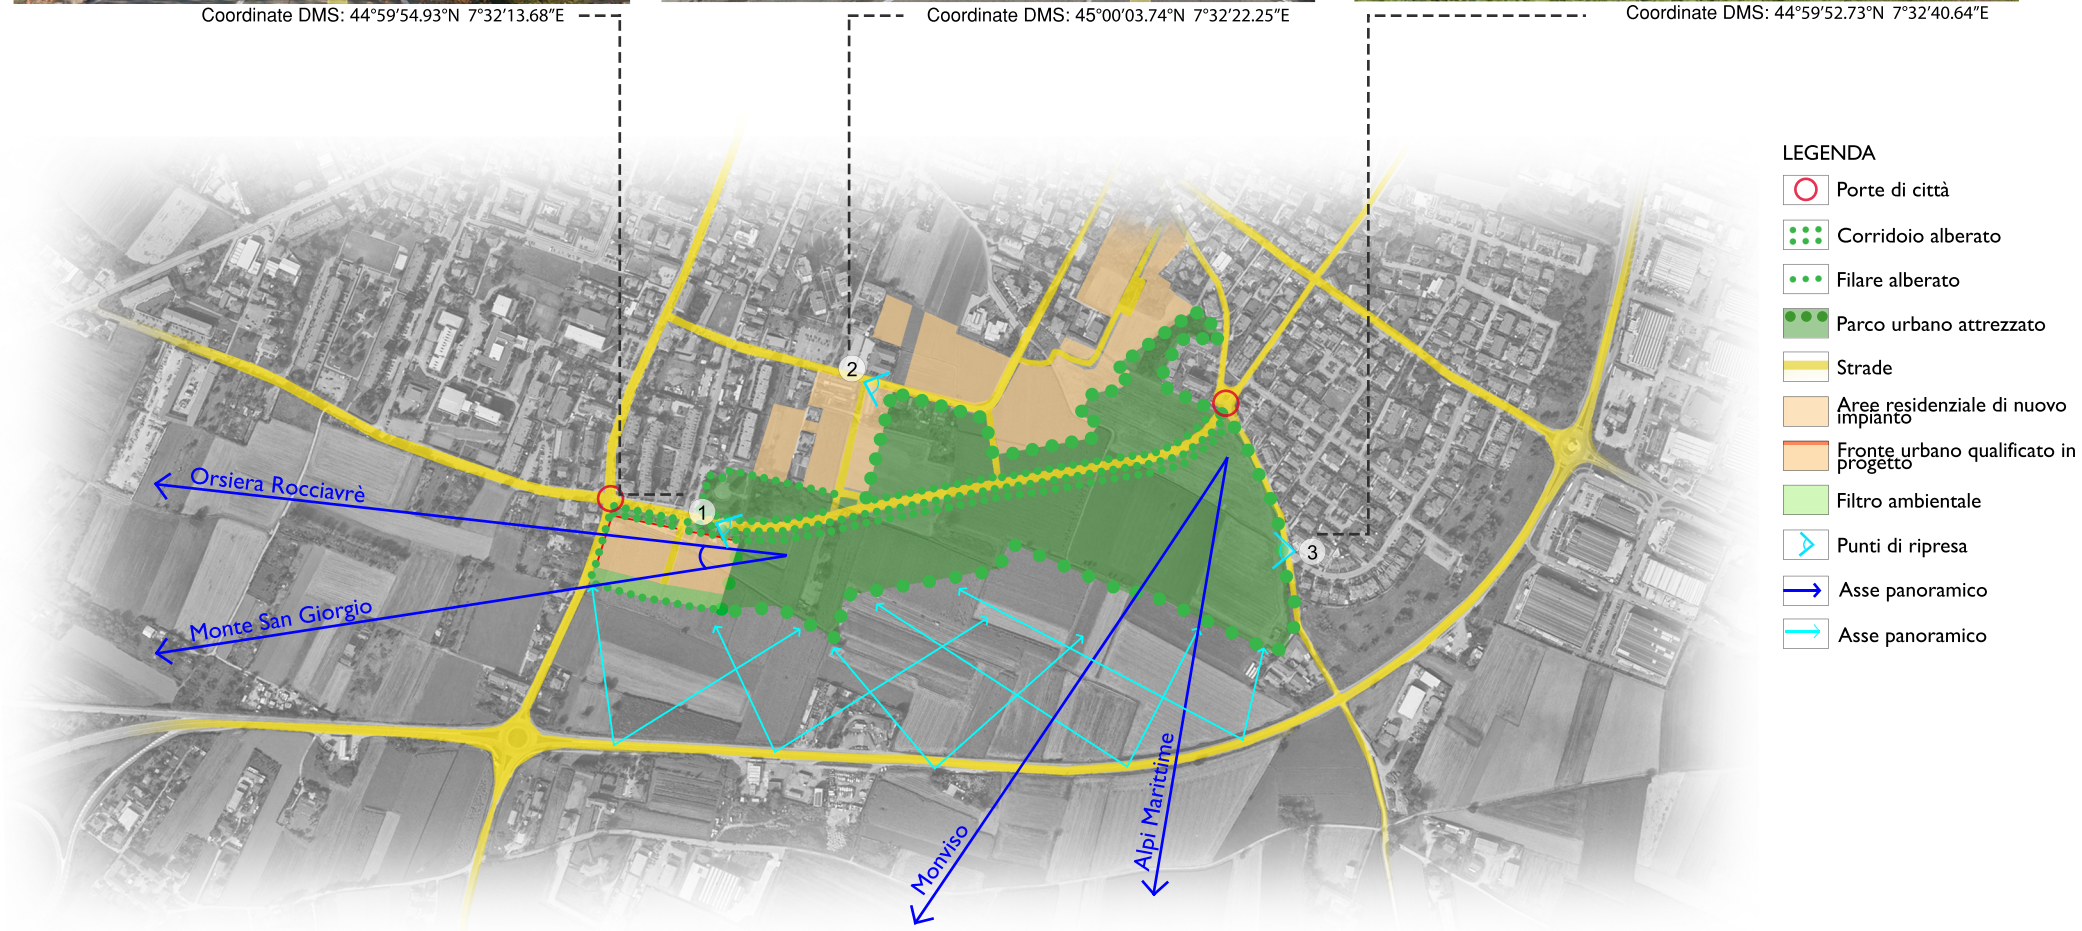 Coordinate DMS: 44°59’54.93”N 7°32’13.68”E
Coordinate DMS: 45°00’03.74”N 7°32’22.25”E
Coordinate DMS: 44°59’52.73”N 7°32’40.64”E
LEGENDA
Porte di città
Corridoio alberato
Filare alberato
Parco urbano attrezzato
Strade
Aree residenziale di nuovo
impianto
Fronte urbano qualificato in
progetto
Filtro ambientale
Punti di ripresa
Asse panoramico
Asse panoramico
2
1
3
Orsiera Rocciavrè
Monte San Giorgio
Monviso
Alpi Marittime